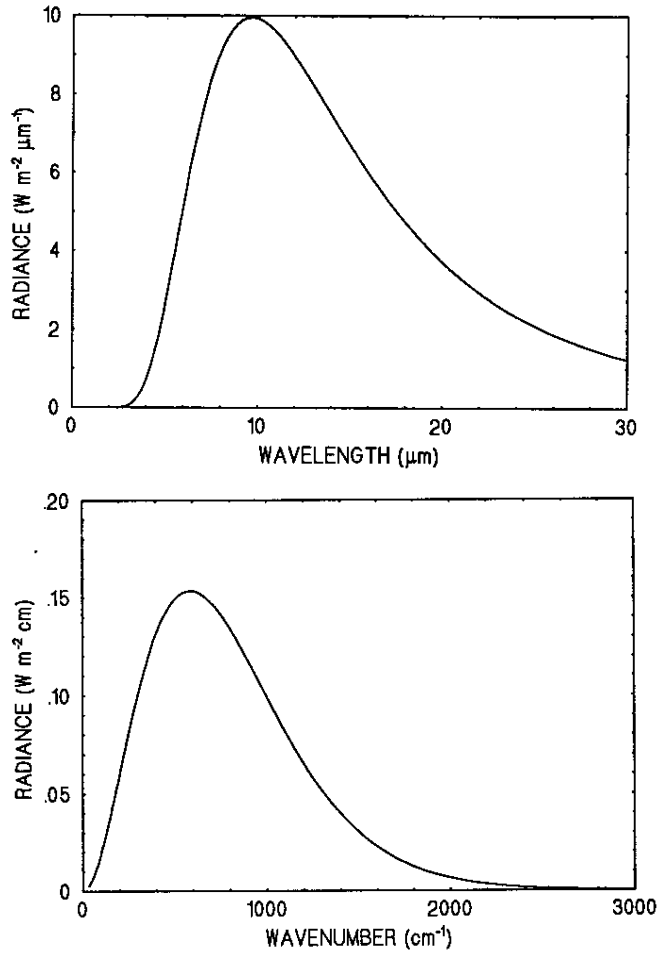 10
8
6
4
2
0
RADIANCE (W m⁻² μm⁻¹)
0 10 20 30
WAVELENGTH (μm)
.20
.15
.10
.05
0
RADIANCE (W m⁻² cm)
0 1000 2000 3000
WAVENUMBER (cm⁻¹)